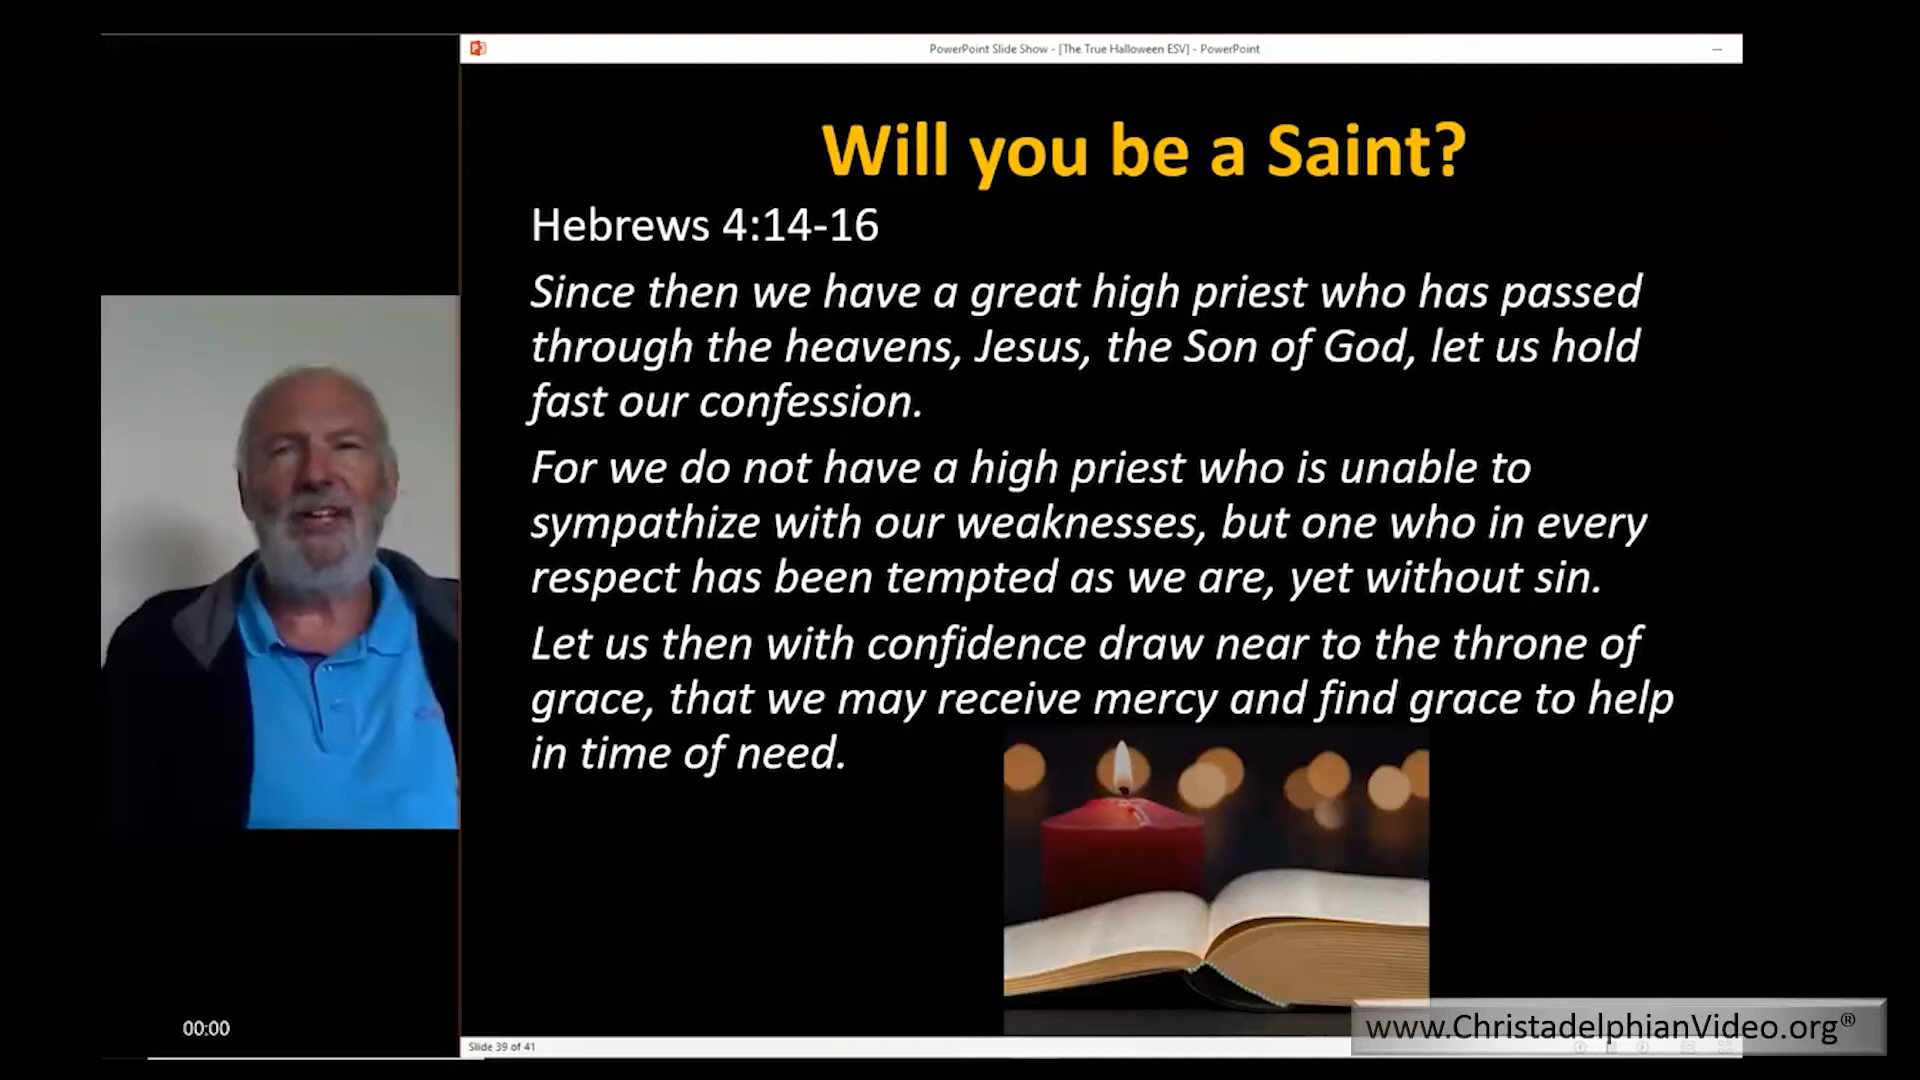 PowerPoint Slide Show - [The True Halloween ESV] - PowerPoint
Will you be a Saint?
Hebrews 4:14-16
Since then we have a great high priest who has passed
through the heavens, Jesus, the Son of God, let us hold
fast our confession.
For we do not have a high priest who is unable to
sympathize with our weaknesses, but one who in every
respect has been tempted as we are, yet without sin.
Let us then with confidence draw near to the throne of
grace, that we may receive mercy and find grace to help
in time of need.
00:00
Slide 39 of 41
www.ChristadelphianVideo.org®